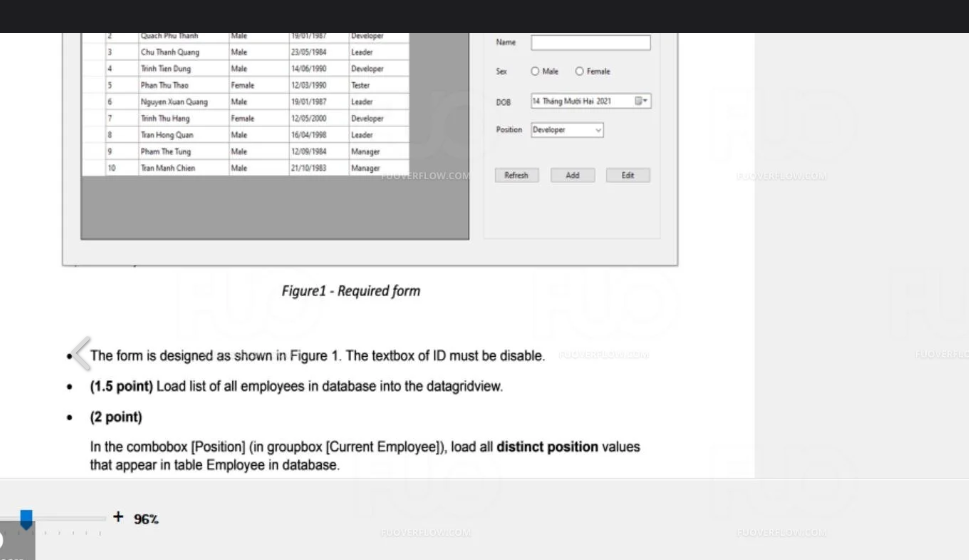 2 Quach Phu Thanh Male 19/01/1987 Developer
3 Chu Thanh Quang Male 23/05/1984 Leader
4 Trinh Tien Dung Male 14/06/1990 Developer
5 Phan Thu Thao Female 12/03/1990 Tester
6 Nguyen Xuan Quang Male 19/01/1987 Leader
7 Trinh Thu Hang Female 12/05/2000 Developer
8 Tran Hong Quan Male 16/04/1998 Leader
9 Pham The Tung Male 12/09/1984 Manager
10 Tran Manh Chien Male 21/10/1983 Manager
Name
Sex Male Female
DOB 14 Tháng Mười Hai 2021
Position Developer
Refresh Add Edit
FUOVERFLOW.COM
FUOVERFLOW.COM
Figure1 - Required form
• The form is designed as shown in Figure 1. The textbox of ID must be disable.
FUOVERFLOW.COM
• (1.5 point) Load list of all employees in database into the datagridview.
• (2 point)
In the combobox [Position] (in groupbox [Current Employee]), load all distinct position values
that appear in table Employee in database.
+ 96%
FUOVERFLOW.COM
FUOVERFLOW.COM